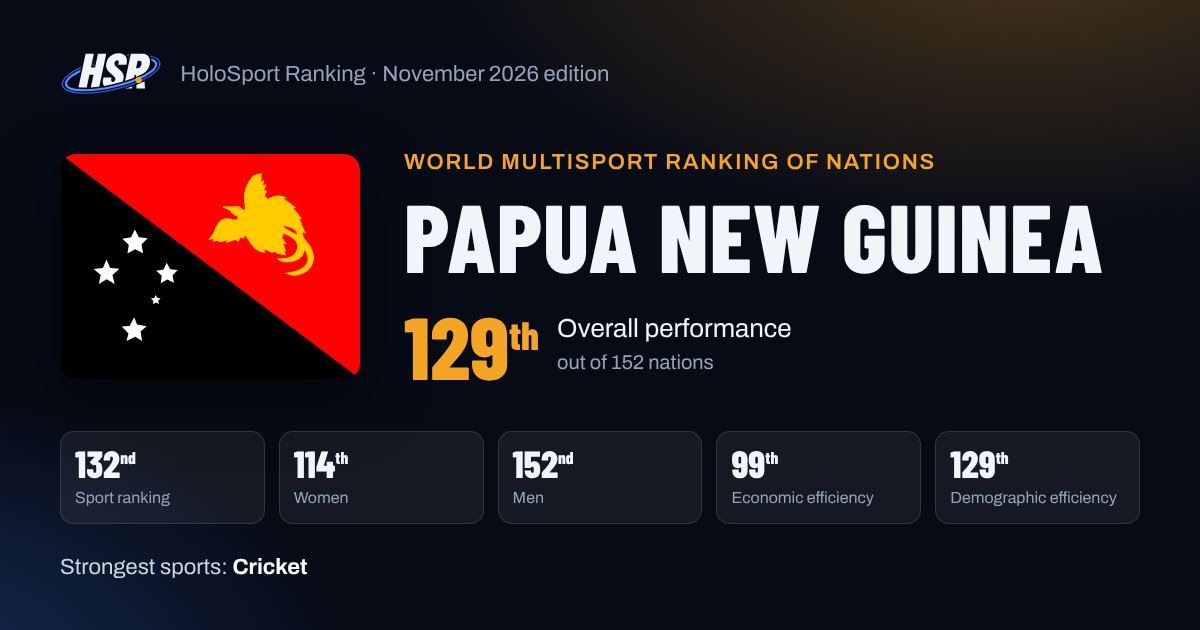 HSR
HoloSport Ranking · November 2026 edition
WORLD MULTISPORT RANKING OF NATIONS
PAPUA NEW GUINEA
129th
Overall performance
out of 152 nations
132nd
Sport ranking
114th
Women
152nd
Men
99th
Economic efficiency
129th
Demographic efficiency
Strongest sports: Cricket